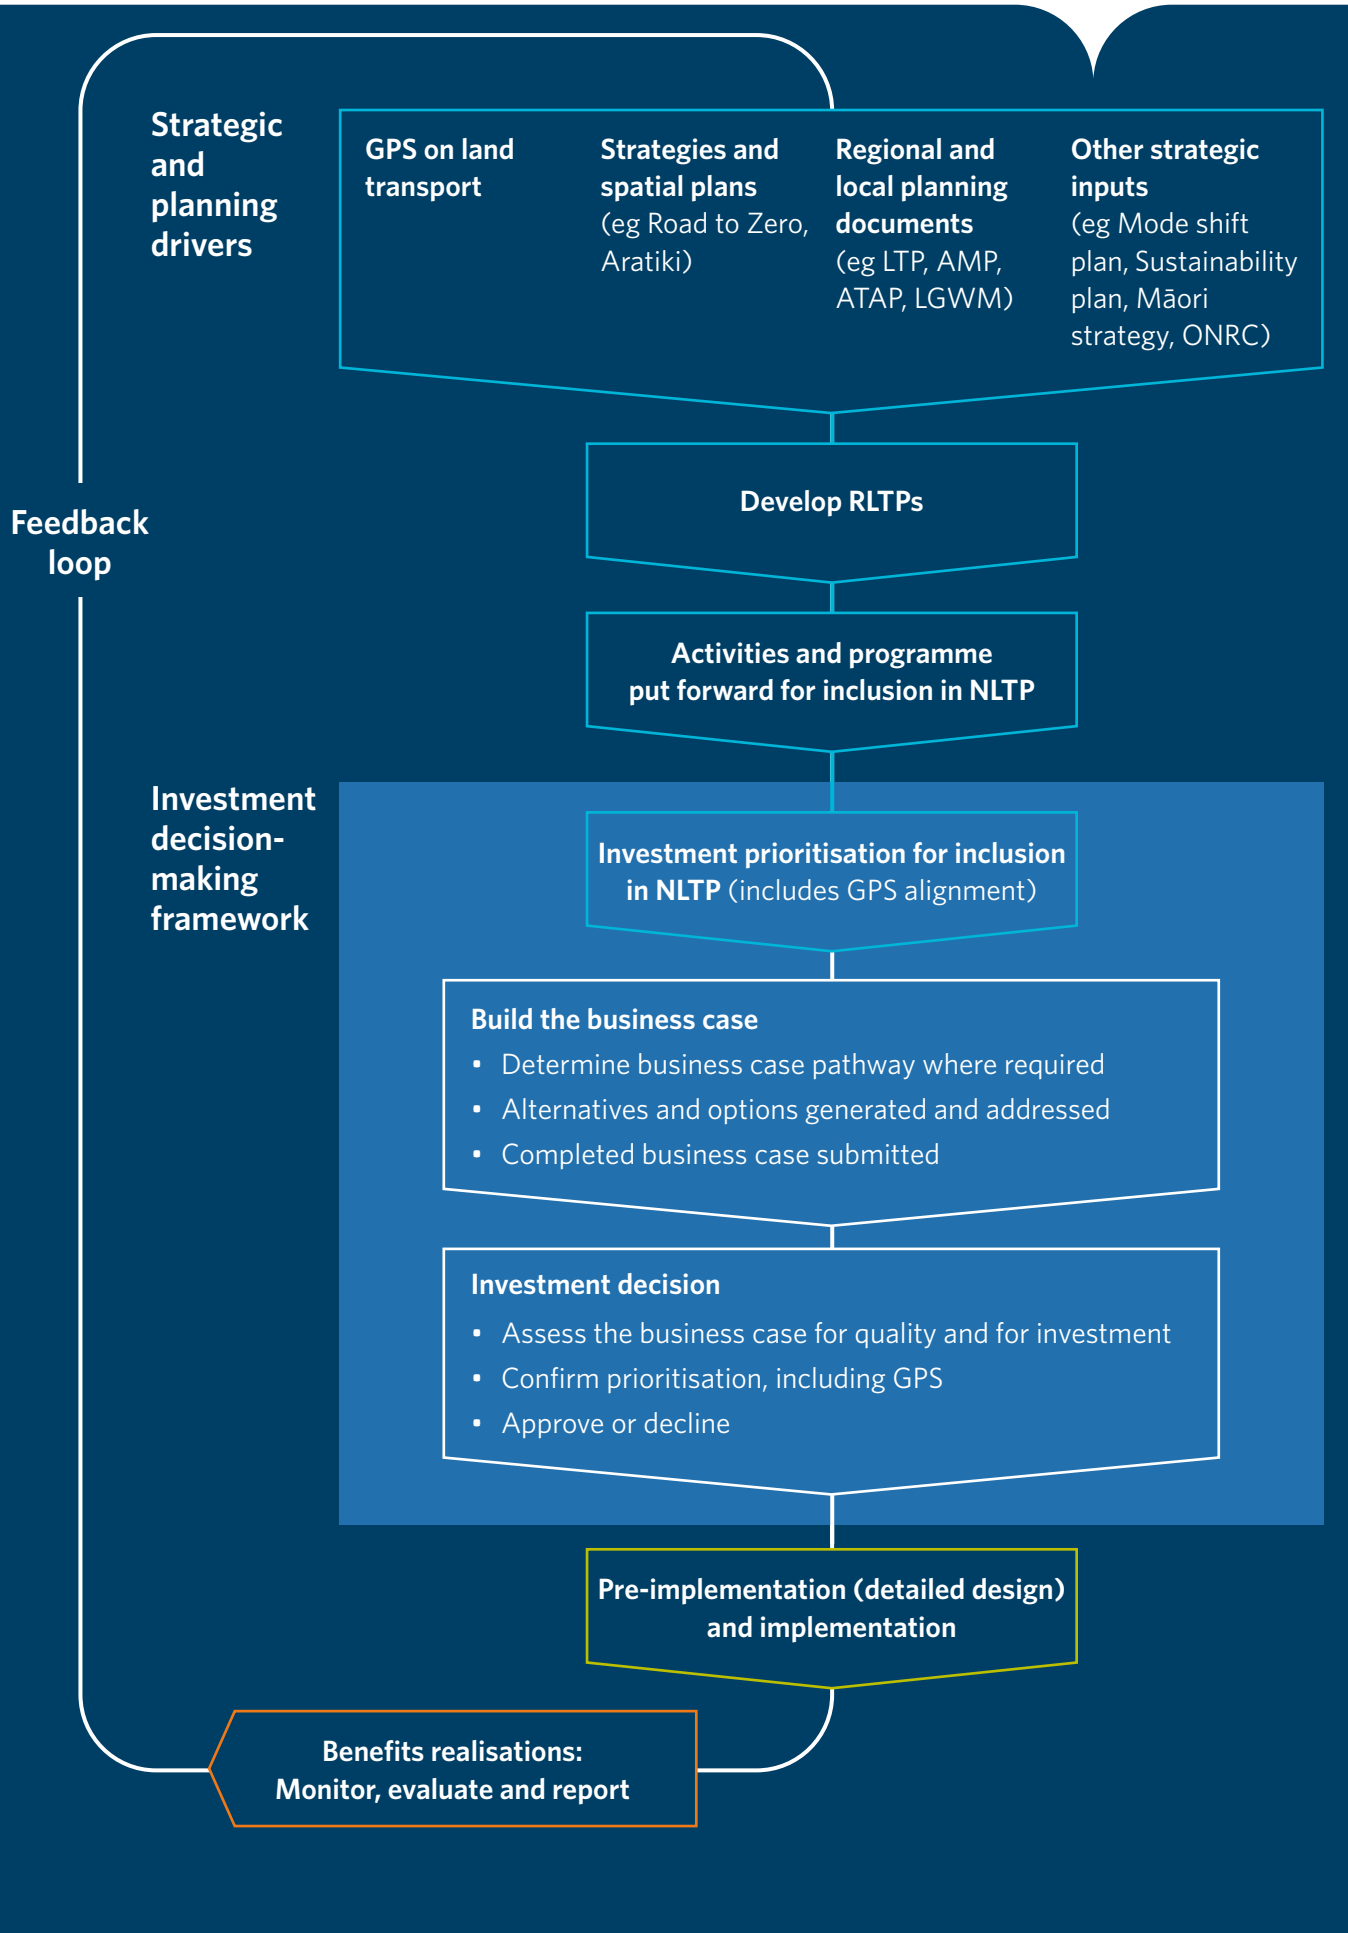 Strategic
and
planning
drivers
GPS on land
transport
Strategies and
spatial plans
(eg Road to Zero,
Aratiki)
Regional and
local planning
documents
(eg LTP, AMP,
ATAP, LGWM)
Other strategic
inputs
(eg Mode shift
plan, Sustainability
plan, Māori
strategy, ONRC)
Develop RLTPs
Feedback
loop
Activities and programme
put forward for inclusion in NLTP
Investment
decision-
making
framework
Investment prioritisation for inclusion
in NLTP (includes GPS alignment)
Build the business case
• Determine business case pathway where required
• Alternatives and options generated and addressed
• Completed business case submitted
Investment decision
• Assess the business case for quality and for investment
• Confirm prioritisation, including GPS
• Approve or decline
Pre-implementation (detailed design)
and implementation
Benefits realisations:
Monitor, evaluate and report